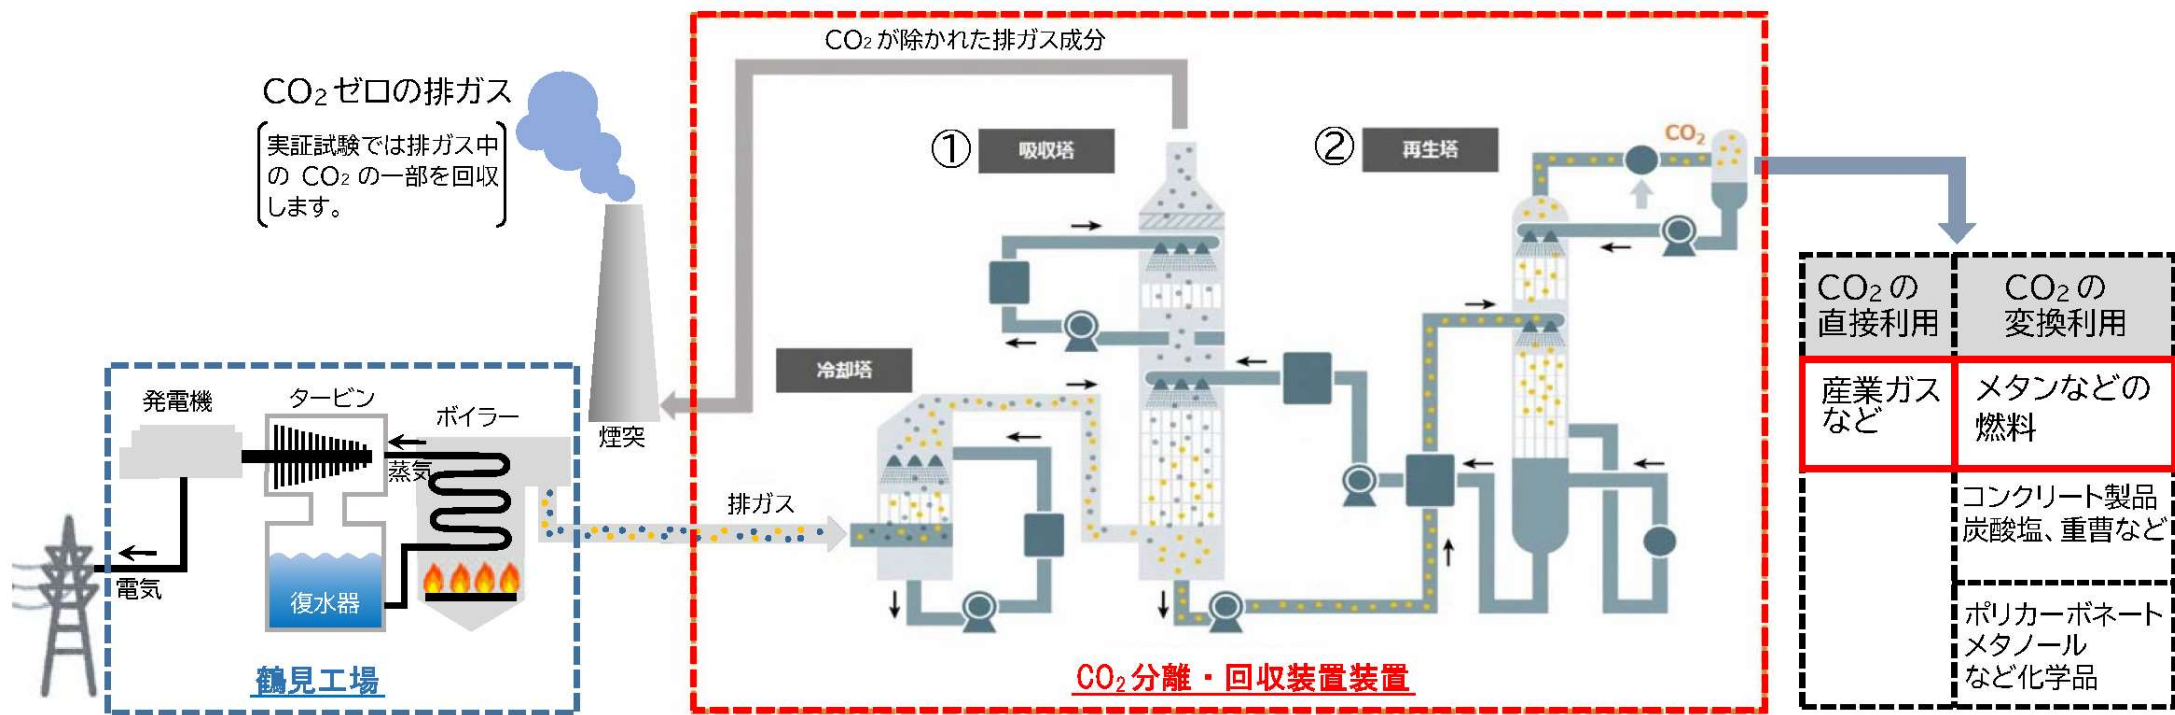 CO₂が除かれた排ガス成分
CO₂ゼロの排ガス
実証試験では排ガス中
の CO₂ の一部を回収
します。
① 吸収塔
② 再生塔
CO₂
冷却塔
煙突
発電機
タービン
ボイラー
蒸気
電気
復水器
排ガス
鶴見工場
CO₂分離・回収装置装置
CO₂の
直接利用
CO₂の
変換利用
産業ガス
など
メタンなどの
燃料
コンクリート製品
炭酸塩、重曹など
ポリカーボネート
メタノール
など化学品